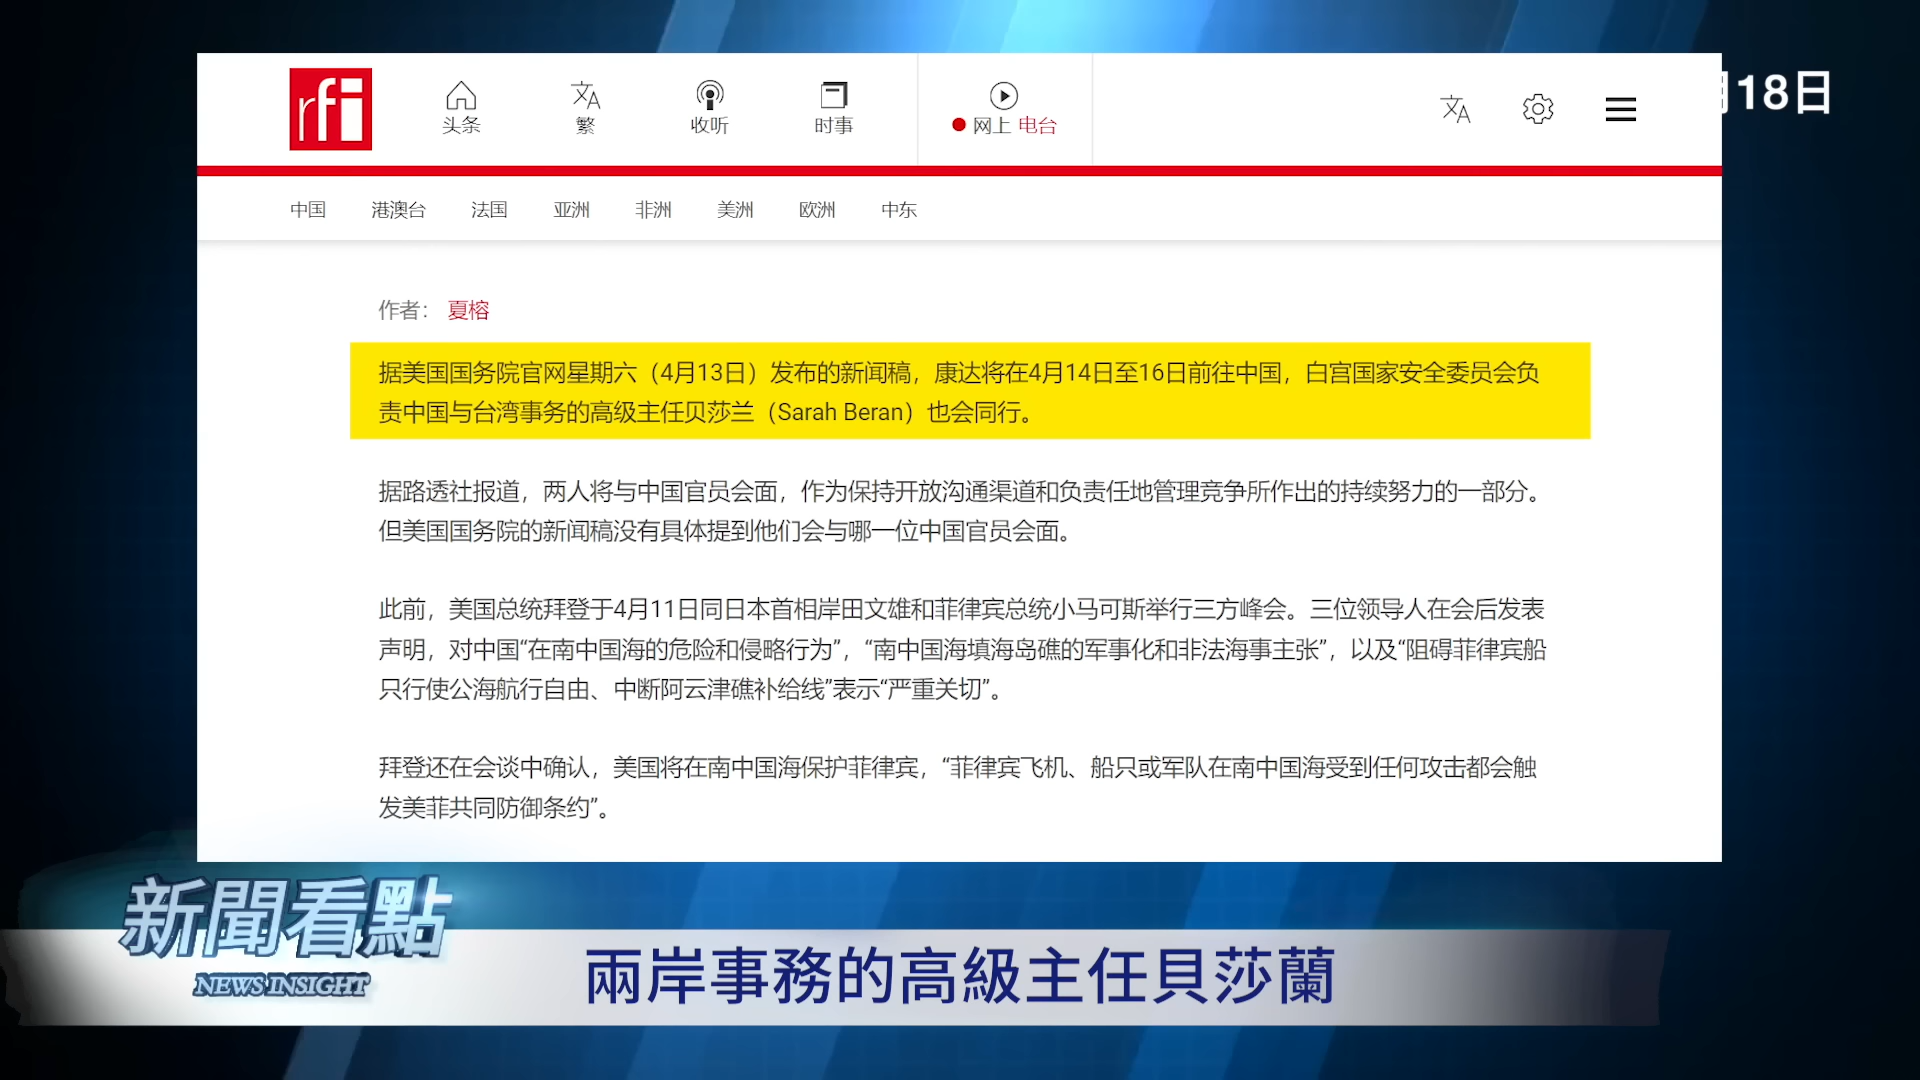 rfi
头条
繁
收听
时事
网上 电台
月18日
中国
港澳台
法国
亚洲
非洲
美洲
欧洲
中东
作者： 夏榕
据美国国务院官网星期六（4月13日）发布的新闻稿，康达将在4月14日至16日前往中国，白宫国家安全委员会负
责中国与台湾事务的高级主任贝莎兰（Sarah Beran）也会同行。
据路透社报道，两人将与中国官员会面，作为保持开放沟通渠道和负责任地管理竞争所作出的持续努力的一部分。
但美国国务院的新闻稿没有具体提到他们会与哪一位中国官员会面。
此前，美国总统拜登于4月11日同日本首相岸田文雄和菲律宾总统小马可斯举行三方峰会。三位领导人在会后发表
声明，对中国“在南中国海的危险和侵略行为”，“南中国海填海岛礁的军事化和非法海事主张”，以及“阻碍菲律宾船
只行使公海航行自由、中断阿云津礁补给线”表示“严重关切”。
拜登还在会谈中确认，美国将在南中国海保护菲律宾，“菲律宾飞机、船只或军队在南中国海受到任何攻击都会触
发美菲共同防御条约”。
新聞看點
NEWS INSIGHT
兩岸事務的高級主任貝莎蘭